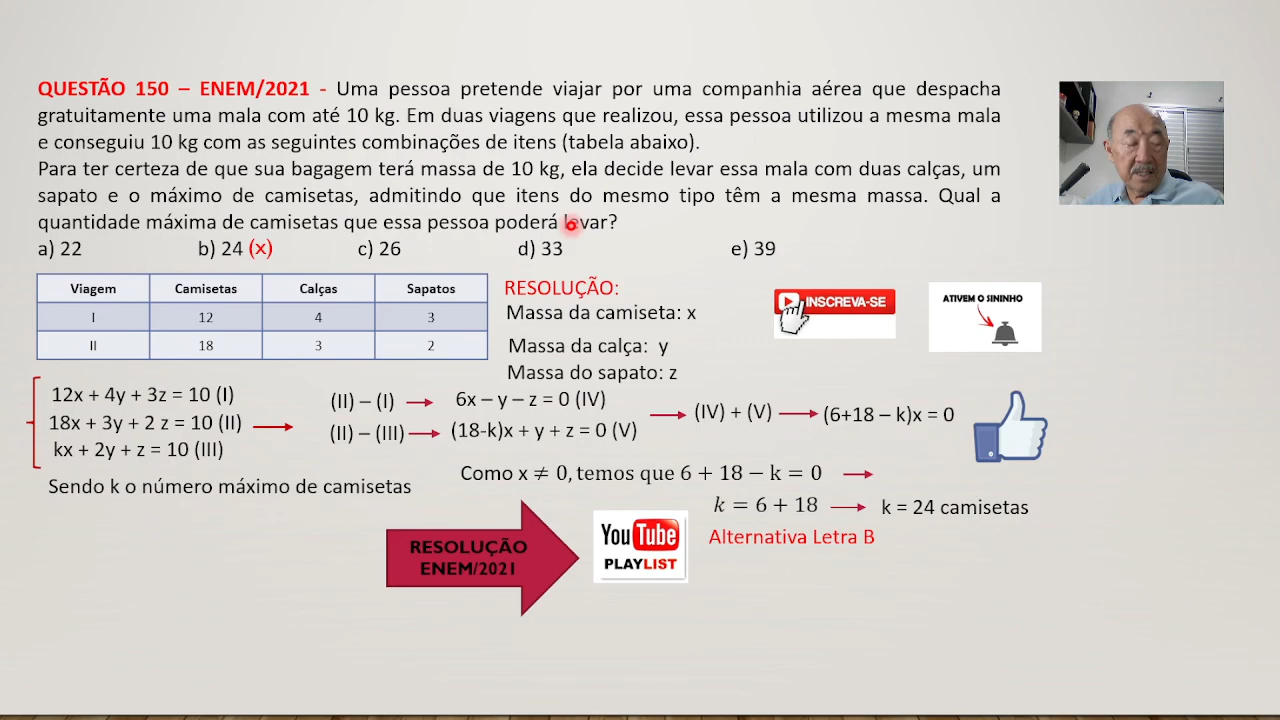 QUESTÃO 150 – ENEM/2021 - Uma pessoa pretende viajar por uma companhia aérea que despacha
gratuitamente uma mala com até 10 kg. Em duas viagens que realizou, essa pessoa utilizou a mesma mala
e conseguiu 10 kg com as seguintes combinações de itens (tabela abaixo).
Para ter certeza de que sua bagagem terá massa de 10 kg, ela decide levar essa mala com duas calças, um
sapato e o máximo de camisetas, admitindo que itens do mesmo tipo têm a mesma massa. Qual a
quantidade máxima de camisetas que essa pessoa poderá levar?
a) 22 b) 24 (x) c) 26 d) 33 e) 39
Viagem Camisetas Calças Sapatos
I 12 4 3
II 18 3 2
RESOLUÇÃO:
Massa da camiseta: x
Massa da calça: y
Massa do sapato: z
INSCREVA-SE
ATIVEM O SININHO
12x + 4y + 3z = 10 (I)
18x + 3y + 2 z = 10 (II)
kx + 2y + z = 10 (III)
(II) – (I) 6x – y – z = 0 (IV)
(II) – (III) (18-k)x + y + z = 0 (V)
(IV) + (V) (6+18 – k)x = 0
Sendo k o número máximo de camisetas
Como x ≠ 0, temos que 6 + 18 − k = 0
k = 6 + 18 k = 24 camisetas
Alternativa Letra B
RESOLUÇÃO
ENEM/2021
YouTube
PLAYLIST